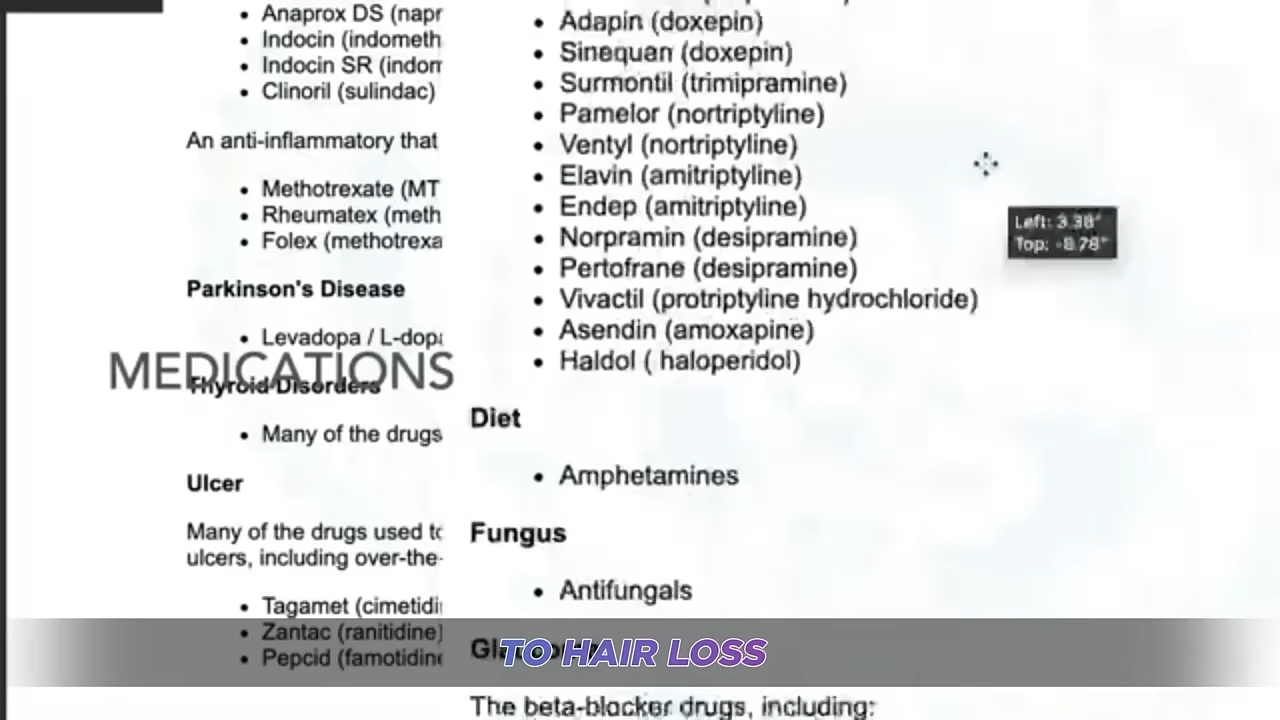 Anaprox DS (napr
Indocin (indometh
Indocin SR (indom
Clinoril (sulindac)
An anti-inflammatory that
Methotrexate (MT
Rheumatex (meth
Folex (methotrexa
Parkinson's Disease
Levadopa / L-dopa
MEDICATIONS
Thyroid Disorders
Many of the drugs
Ulcer
Many of the drugs used to
ulcers, including over-the-
Tagamet (cimetidi
Zantac (ranitidine)
Pepcid (famotidine
Adapin (doxepin)
Sinequan (doxepin)
Surmontil (trimipramine)
Pamelor (nortriptyline)
Ventyl (nortriptyline)
Elavin (amitriptyline)
Endep (amitriptyline)
Norpramin (desipramine)
Pertofrane (desipramine)
Vivactil (protriptyline hydrochloride)
Asendin (amoxapine)
Haldol ( haloperidol)
Diet
Amphetamines
Fungus
Antifungals
TO HAIR LOSS
The beta-blocker drugs, including:
Left: 3.38"
Top: -8.78"